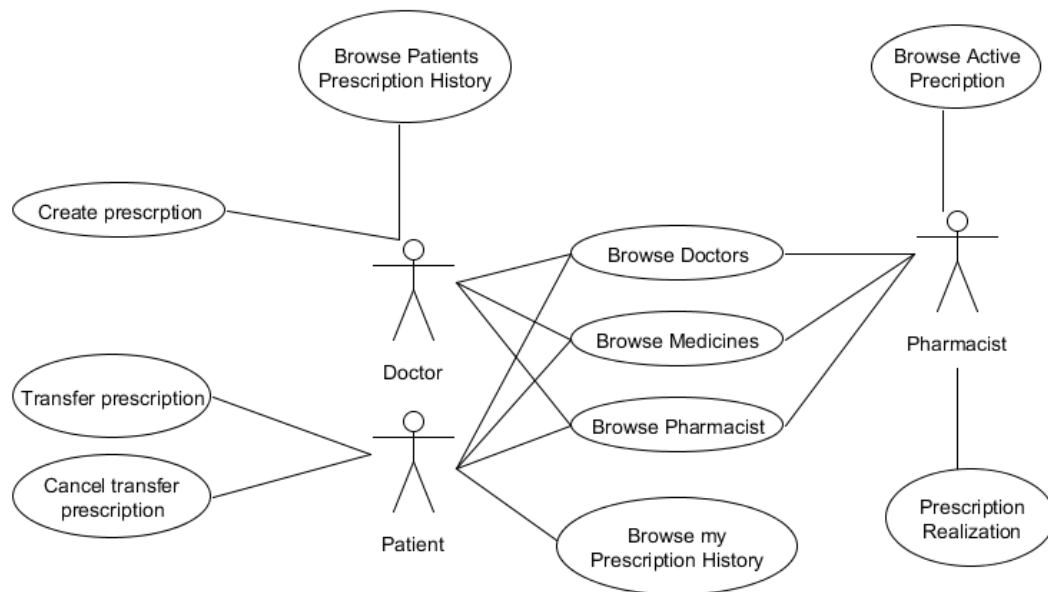 Browse Patients
Prescription History
Browse Active
Precription
Create prescrption
Browse Doctors
Browse Medicines
Pharmacist
Doctor
Transfer prescription
Browse Pharmacist
Cancel transfer
prescription
Patient
Browse my
Prescription History
Prescription
Realization